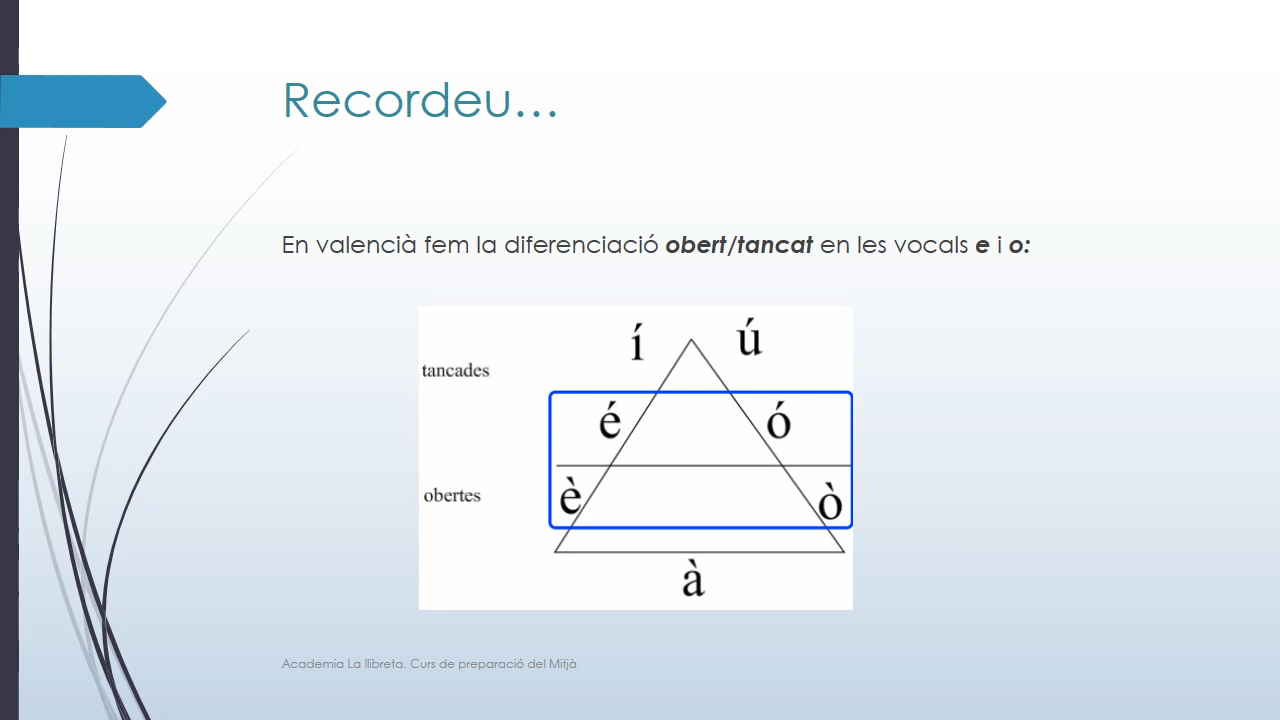 Recordeu...
En valencià fem la diferenciació obert/tancat en les vocals e i o:
í ú
tancades
é ó
obertes è ò
à
Academia La llibreta. Curs de preparació del Mitjà